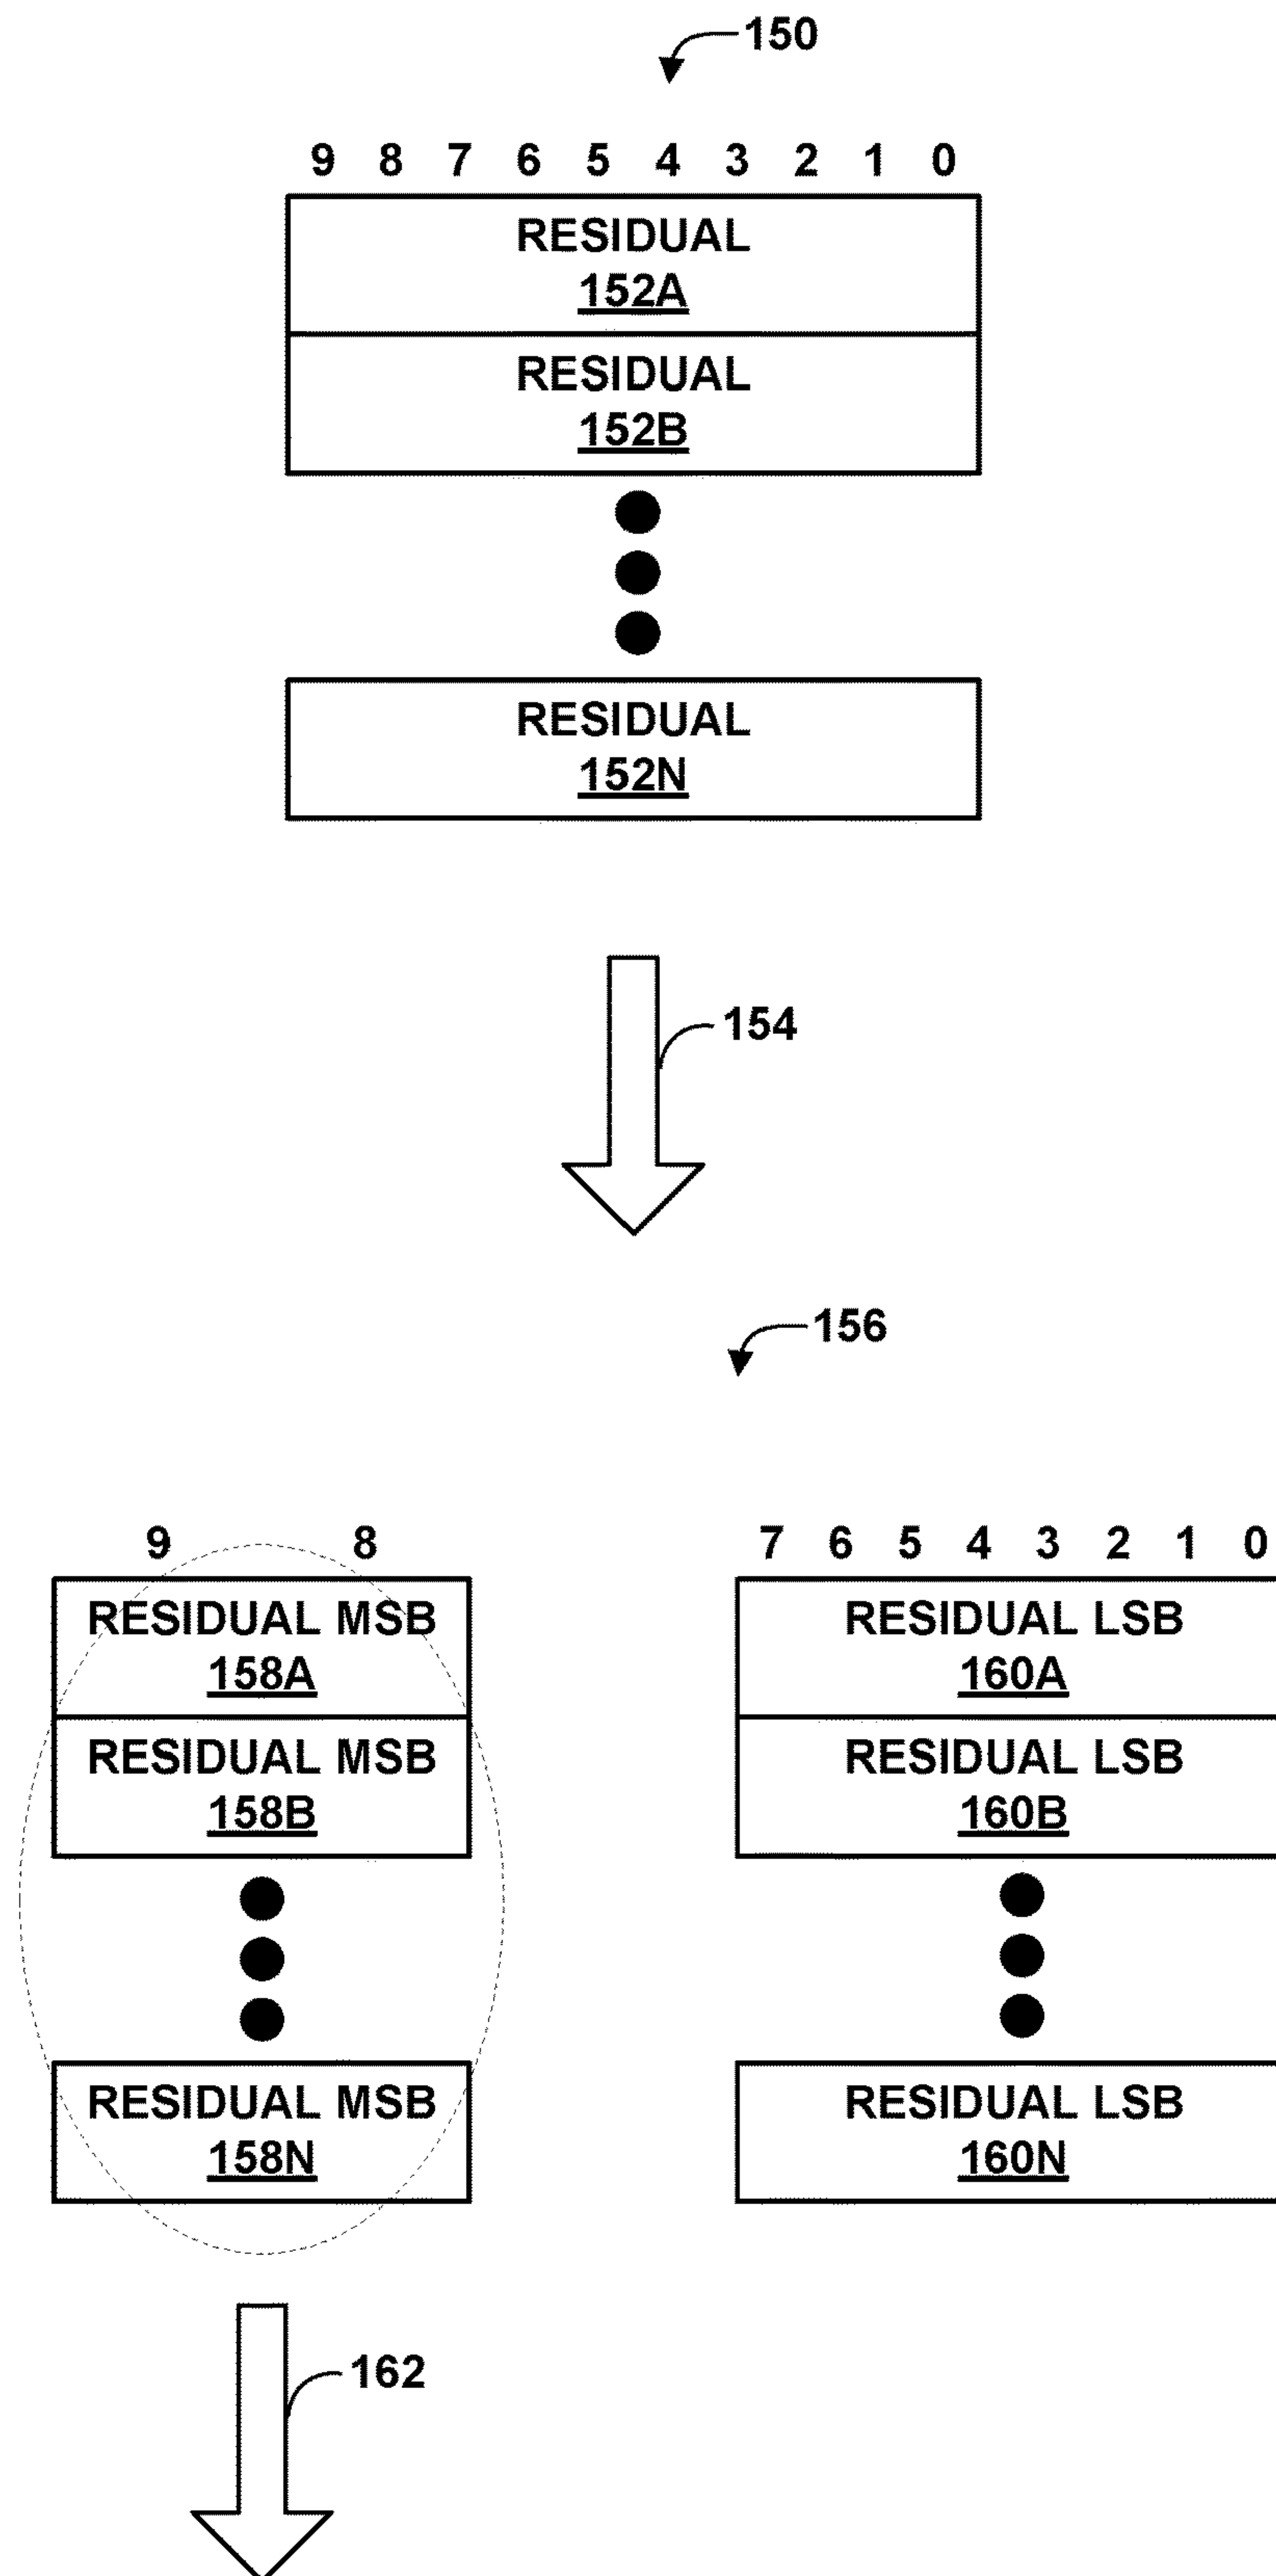 150
9 8 7 6 5 4 3 2 1 0
RESIDUAL
152A
RESIDUAL
152B
RESIDUAL
152N
154
156
9 8
7 6 5 4 3 2 1 0
RESIDUAL MSB
158A
RESIDUAL MSB
158B
RESIDUAL MSB
158N
RESIDUAL LSB
160A
RESIDUAL LSB
160B
RESIDUAL LSB
160N
162